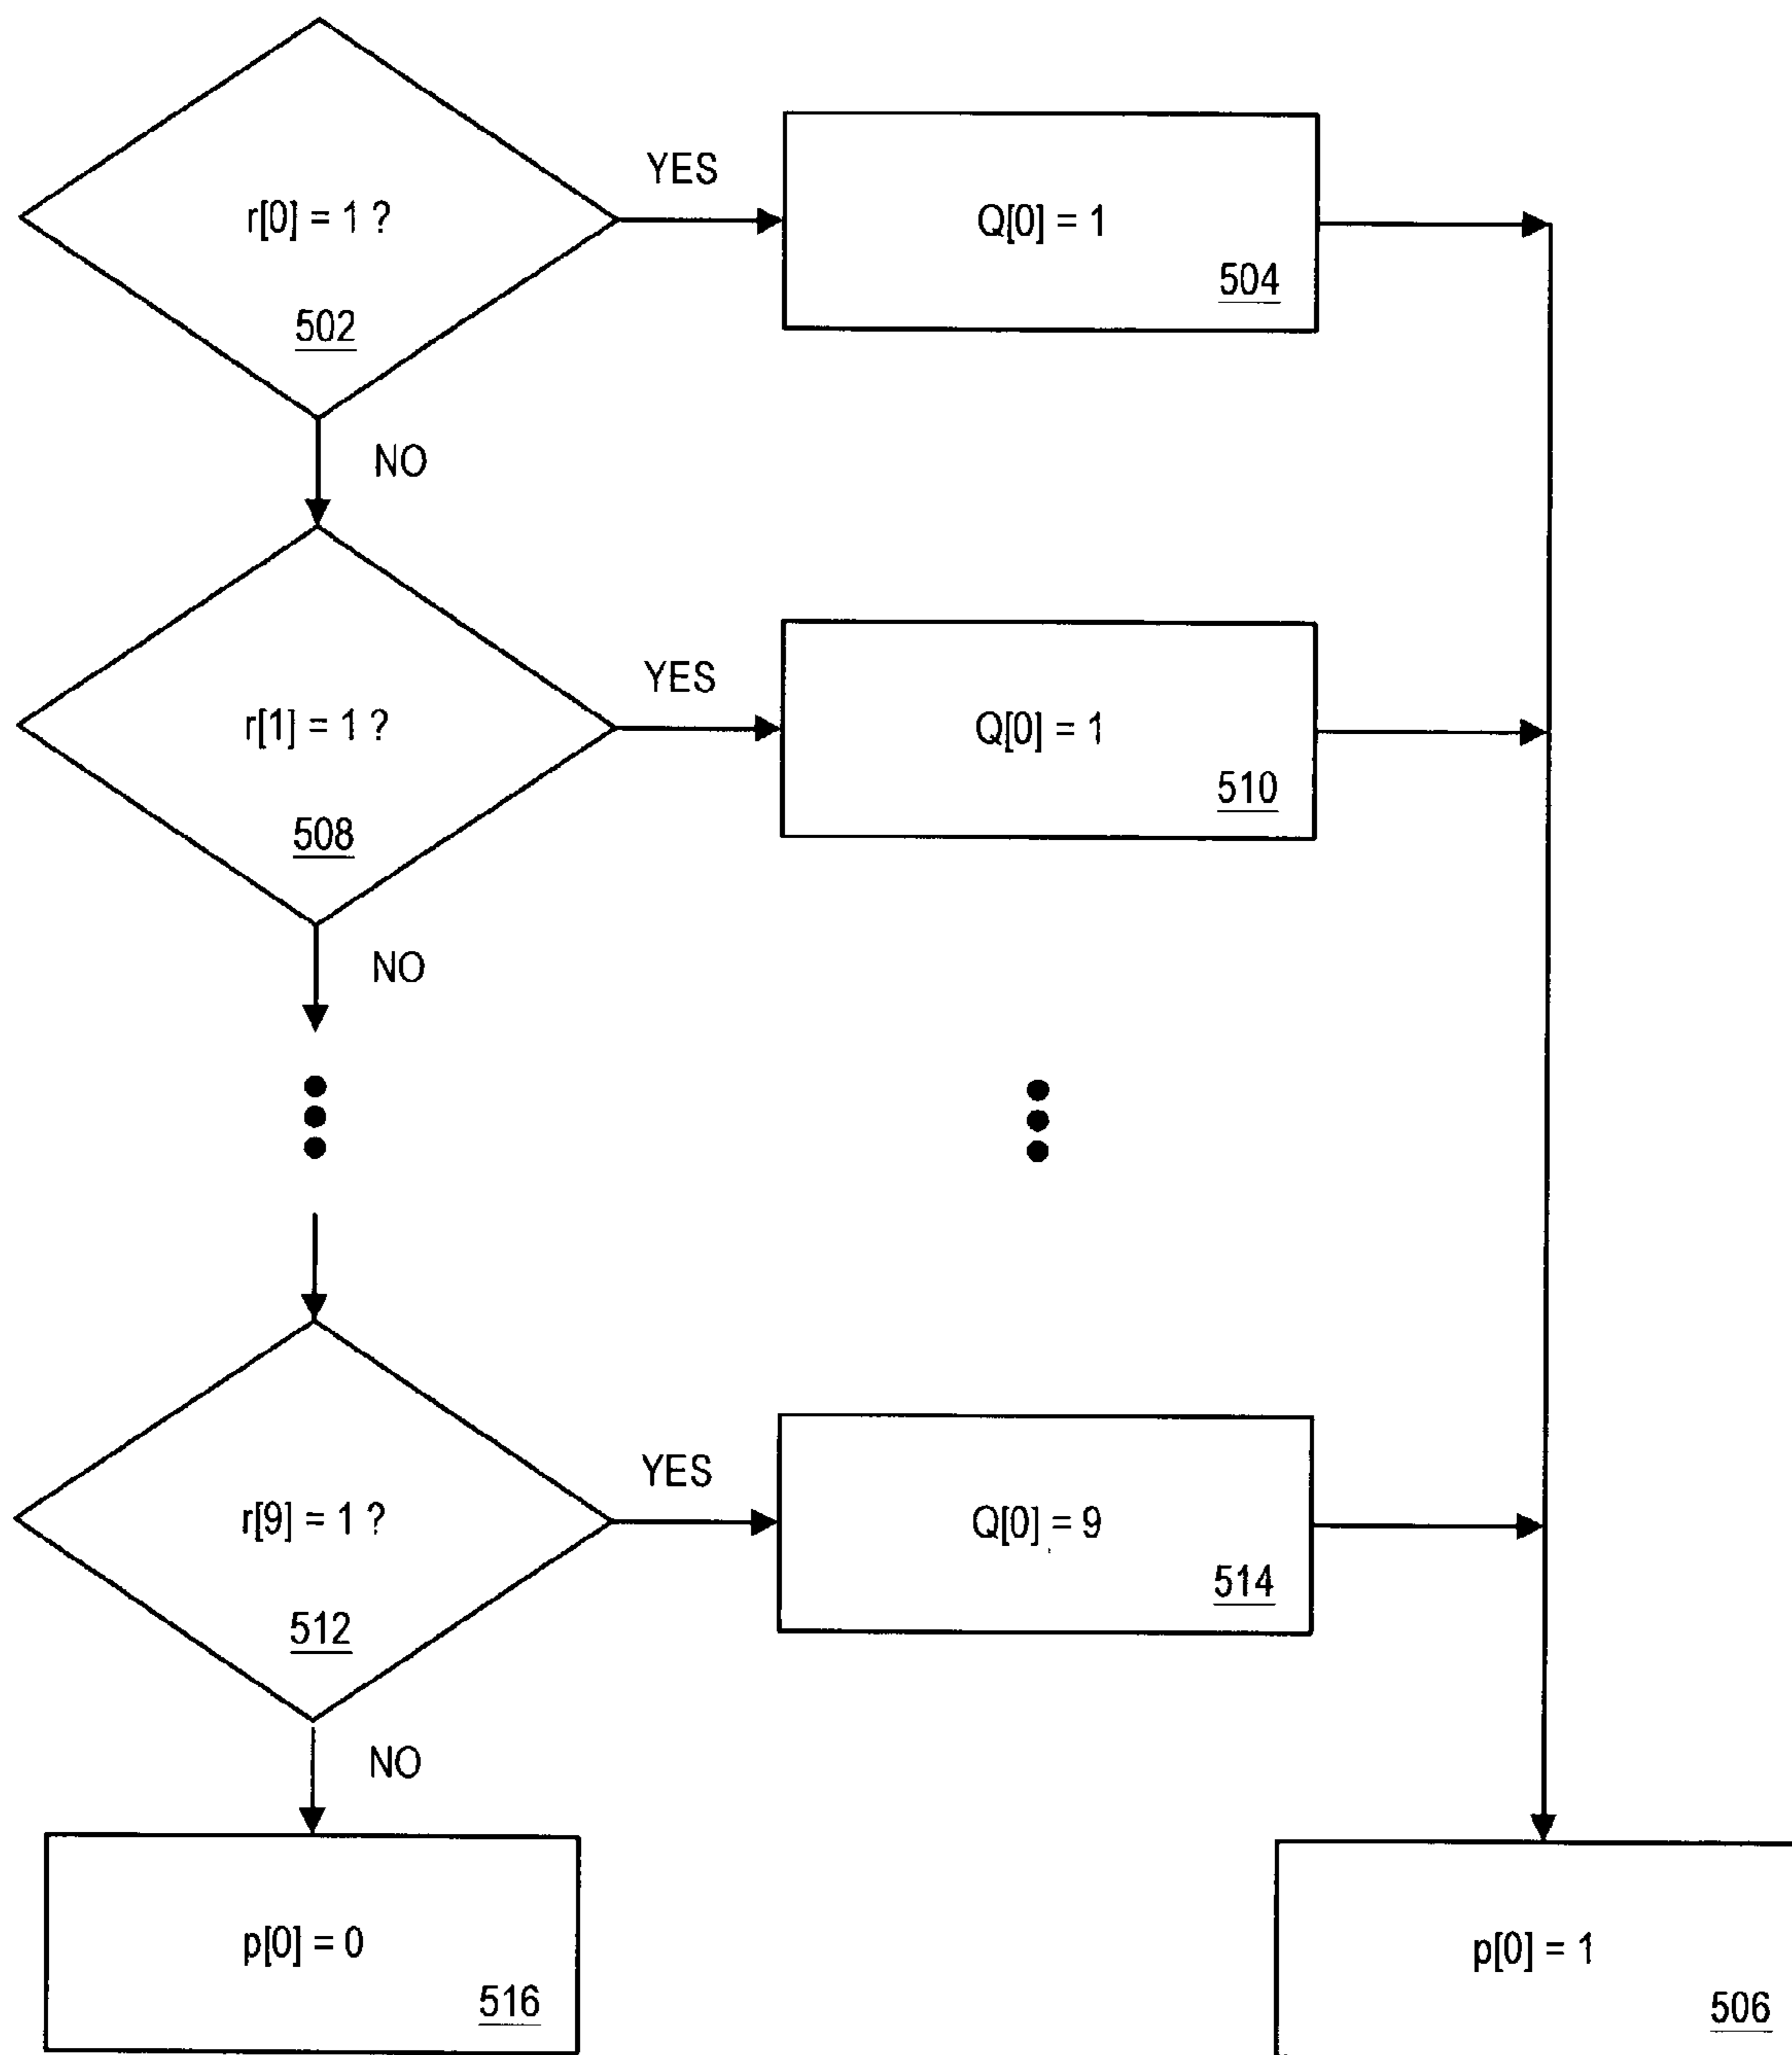 r[0] = 1 ?
502
YES
Q[0] = 1
504
NO
r[1] = 1 ?
508
YES
Q[0] = 1
510
NO
r[9] = 1 ?
512
YES
Q[0] = 9
514
NO
p[0] = 0
516
p[0] = 1
506